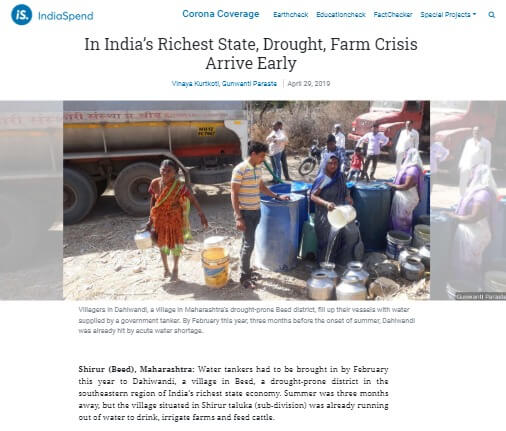 iS.
IndiaSpend
Corona Coverage
Earthcheck
Educationcheck
FactChecker
Special Projects
In India's Richest State, Drought, Farm Crisis
Arrive Early
Vinaya Kurtkoti, Gunwanti Paraste | April 29, 2019
Gunwanti Paraste
Villagers in Dahiwandi, a village in Maharashtra's drought-prone Beed district, fill up their vessels with water
supplied by a government tanker. By February this year, three months before the onset of summer, Dahiwandi
was already hit by acute water shortage.
Shirur (Beed), Maharashtra: Water tankers had to be brought in by February
this year to Dahiwandi, a village in Beed, a drought-prone district in the
southeastern region of India's richest state economy. Summer was three months
away, but the village situated in Shirur taluka (sub-division) was already running
out of water to drink, irrigate farms and feed cattle.